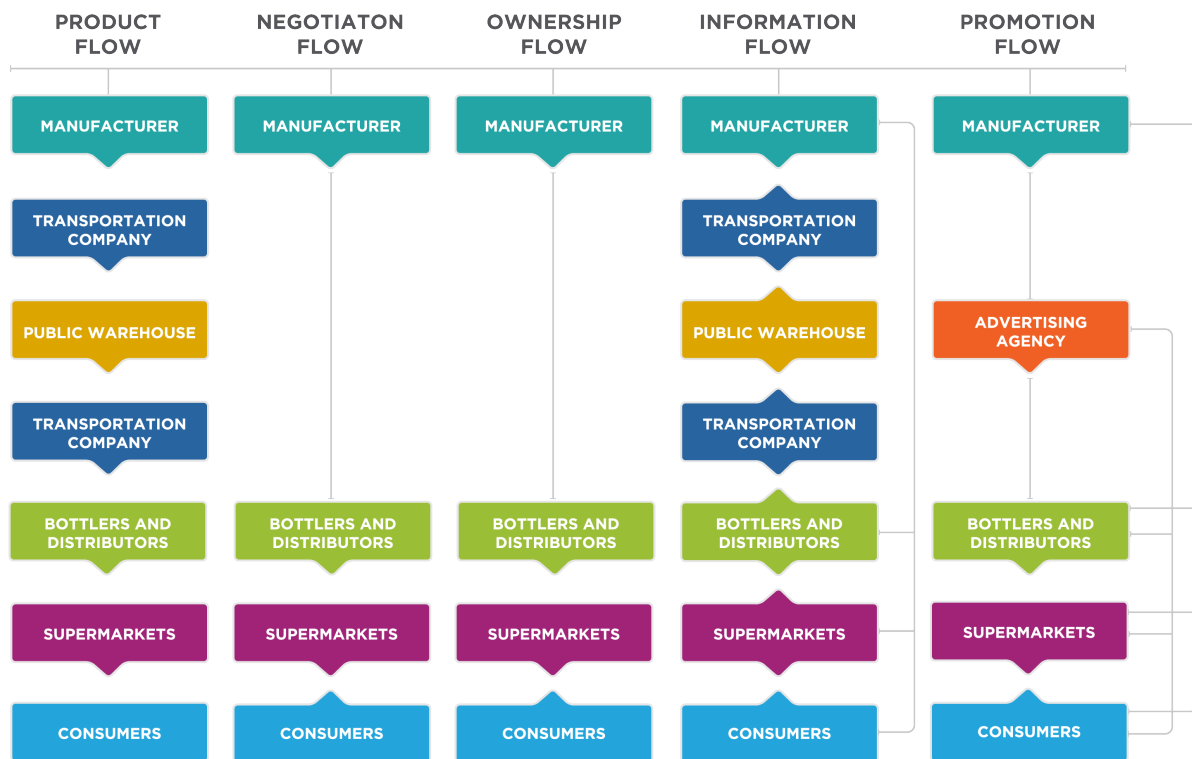 PRODUCT
FLOW
NEGOTIATON
FLOW
OWNERSHIP
FLOW
INFORMATION
FLOW
PROMOTION
FLOW
MANUFACTURER
MANUFACTURER
MANUFACTURER
MANUFACTURER
MANUFACTURER
TRANSPORTATION
COMPANY
TRANSPORTATION
COMPANY
PUBLIC WAREHOUSE
PUBLIC WAREHOUSE
ADVERTISING
AGENCY
TRANSPORTATION
COMPANY
TRANSPORTATION
COMPANY
BOTTLERS AND
DISTRIBUTORS
BOTTLERS AND
DISTRIBUTORS
BOTTLERS AND
DISTRIBUTORS
BOTTLERS AND
DISTRIBUTORS
BOTTLERS AND
DISTRIBUTORS
SUPERMARKETS
SUPERMARKETS
SUPERMARKETS
SUPERMARKETS
SUPERMARKETS
CONSUMERS
CONSUMERS
CONSUMERS
CONSUMERS
CONSUMERS